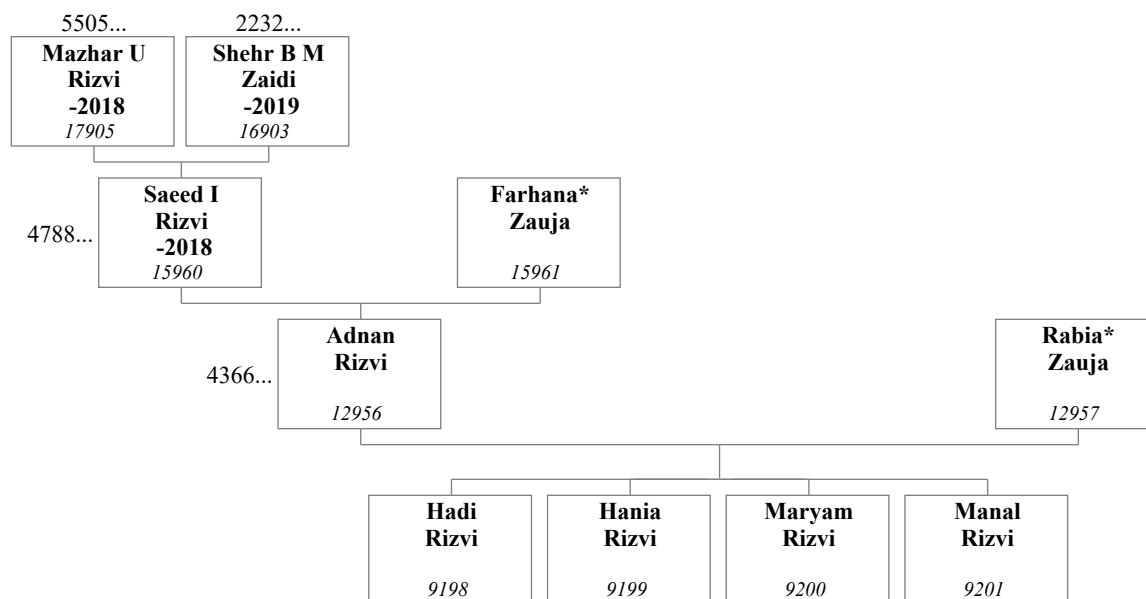 5505...
2232...
Mazhar U
Rizvi
-2018
17905
Shehr B M
Zaidi
-2019
16903
4788...
Saeed I
Rizvi
-2018
15960
Farhana*
Zauja
15961
4366...
Adnan
Rizvi
12956
Rabia*
Zauja
12957
Hadi
Rizvi
9198
Hania
Rizvi
9199
Maryam
Rizvi
9200
Manal
Rizvi
9201